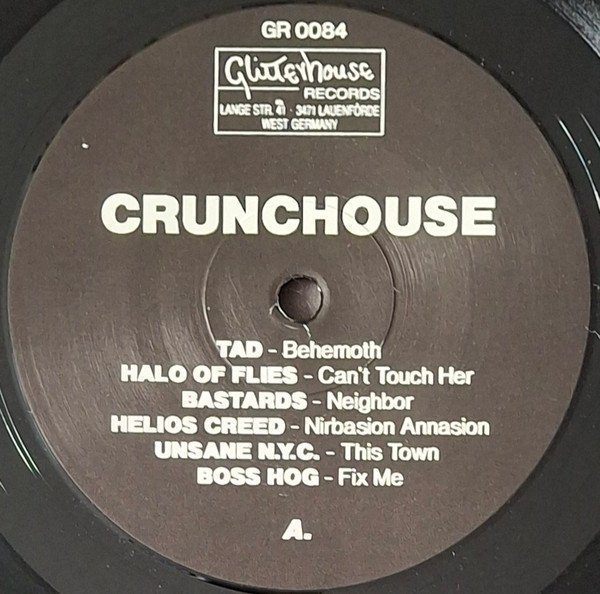 GR 0084
Glitterhouse
RECORDS
LANGE STR. 41 · 3471 LAUENFÖRDE
WEST GERMANY
CRUNCHOUSE
TAD - Behemoth
HALO OF FLIES - Can't Touch Her
BASTARDS - Neighbor
HELIOS CREED - Nirbasion Annasion
UNSANE N.Y.C. - This Town
BOSS HOG - Fix Me
A.